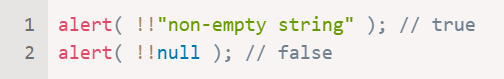 1 alert( !!"non-empty string" ); // true
2 alert( !!null ); // false